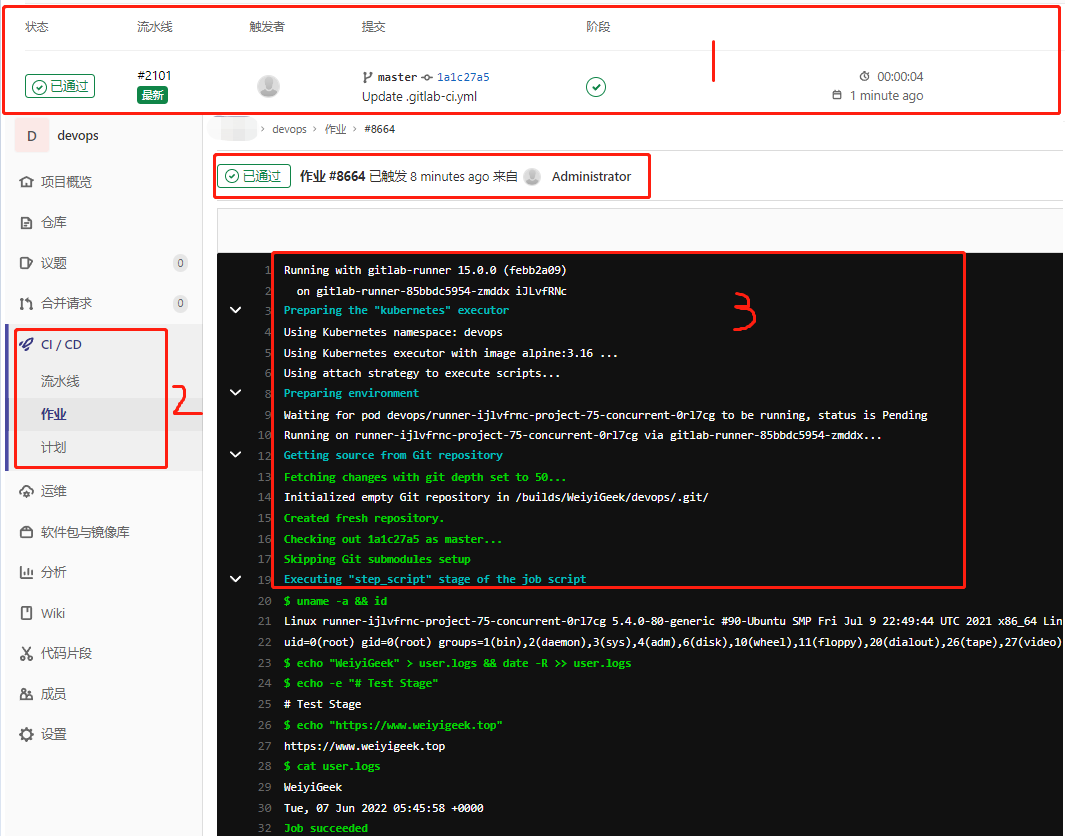 状态 流水线 触发者 提交 阶段
已通过 #2101 最新 master 1a1c27a5 Update .gitlab-ci.yml 00:00:04 1 minute ago
1
D devops
项目概览
仓库
议题 0
合并请求 0
CI / CD
流水线
作业
计划
2
运维
软件包与镜像库
分析
Wiki
代码片段
成员
设置
› devops › 作业 › #8664
已通过 作业 #8664 已触发 8 minutes ago 来自 Administrator
3
1 Running with gitlab-runner 15.0.0 (febb2a09)
2 on gitlab-runner-85bbdc5954-zmddx iJLvfRNc
3 Preparing the "kubernetes" executor
4 Using Kubernetes namespace: devops
5 Using Kubernetes executor with image alpine:3.16 ...
6 Using attach strategy to execute scripts...
8 Preparing environment
9 Waiting for pod devops/runner-ijlvfrnc-project-75-concurrent-0rl7cg to be running, status is Pending
10 Running on runner-ijlvfrnc-project-75-concurrent-0rl7cg via gitlab-runner-85bbdc5954-zmddx...
12 Getting source from Git repository
13 Fetching changes with git depth set to 50...
14 Initialized empty Git repository in /builds/WeiyiGeek/devops/.git/
15 Created fresh repository.
16 Checking out 1a1c27a5 as master...
17 Skipping Git submodules setup
19 Executing "step_script" stage of the job script
20 $ uname -a && id
21 Linux runner-ijlvfrnc-project-75-concurrent-0rl7cg 5.4.0-80-generic #90-Ubuntu SMP Fri Jul 9 22:49:44 UTC 2021 x86_64 Lin
22 uid=0(root) gid=0(root) groups=1(bin),2(daemon),3(sys),4(adm),6(disk),10(wheel),11(floppy),20(dialout),26(tape),27(video)
23 $ echo "WeiyiGeek" > user.logs && date -R >> user.logs
24 $ echo -e "# Test Stage"
25 # Test Stage
26 $ echo "https://www.weiyigeek.top"
27 https://www.weiyigeek.top
28 $ cat user.logs
29 WeiyiGeek
30 Tue, 07 Jun 2022 05:45:58 +0000
32 Job succeeded